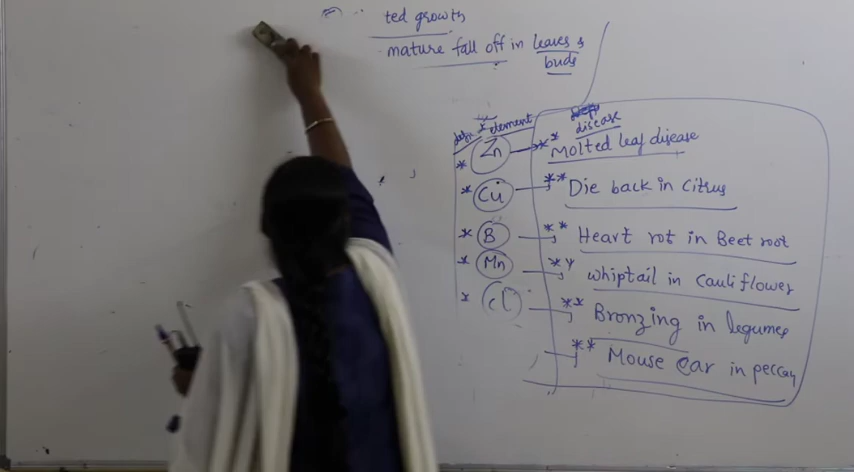 ted growth
mature fall off in leaves &
buds
element
disease
* Zn ** Molted leaf disease
* Cu ** Die back in Citrus
* B ** Heart rot in Beet root
* Mn ** whiptail in Cauliflower
* cl ** Bronzing in legumes
** Mouse ear in peccan